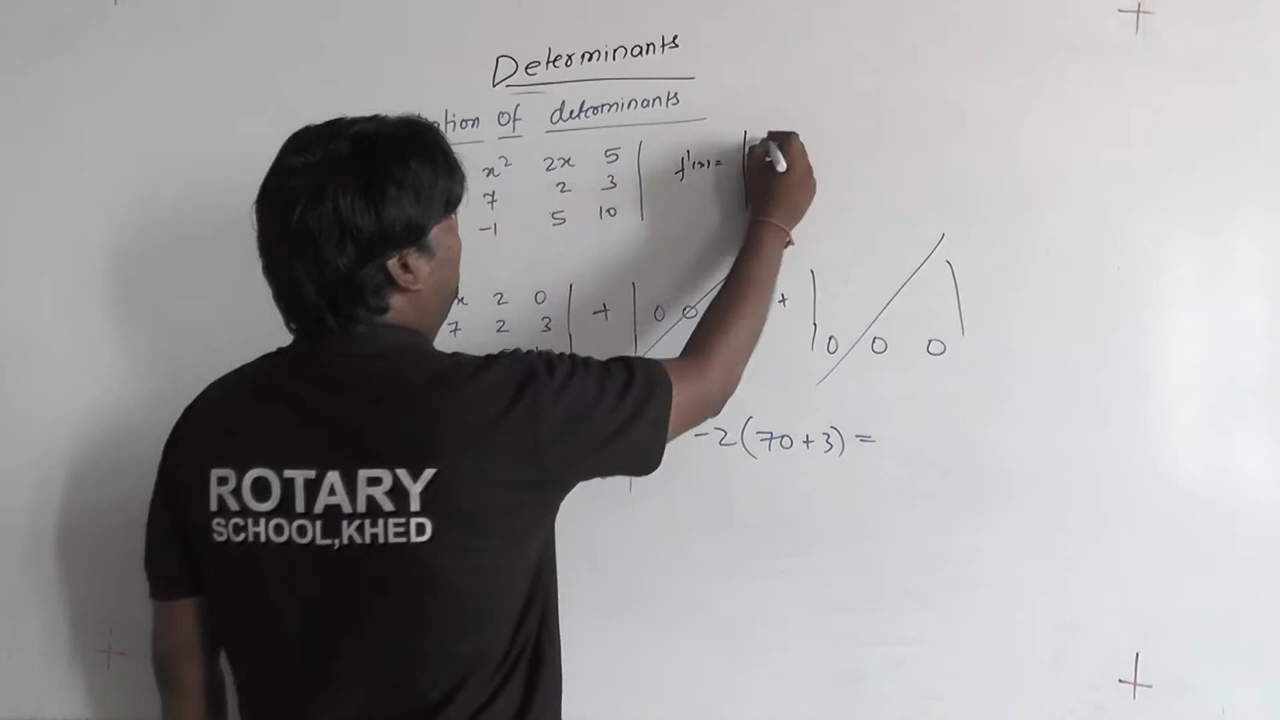 Determinants
of determinants
x² 2x 5
7 2 3
-1 5 10
f'(x) =
x 2 0 + 0 0 + 
7 2 3
0 0 0
-2(70+3) =
ROTARY
SCHOOL,KHED